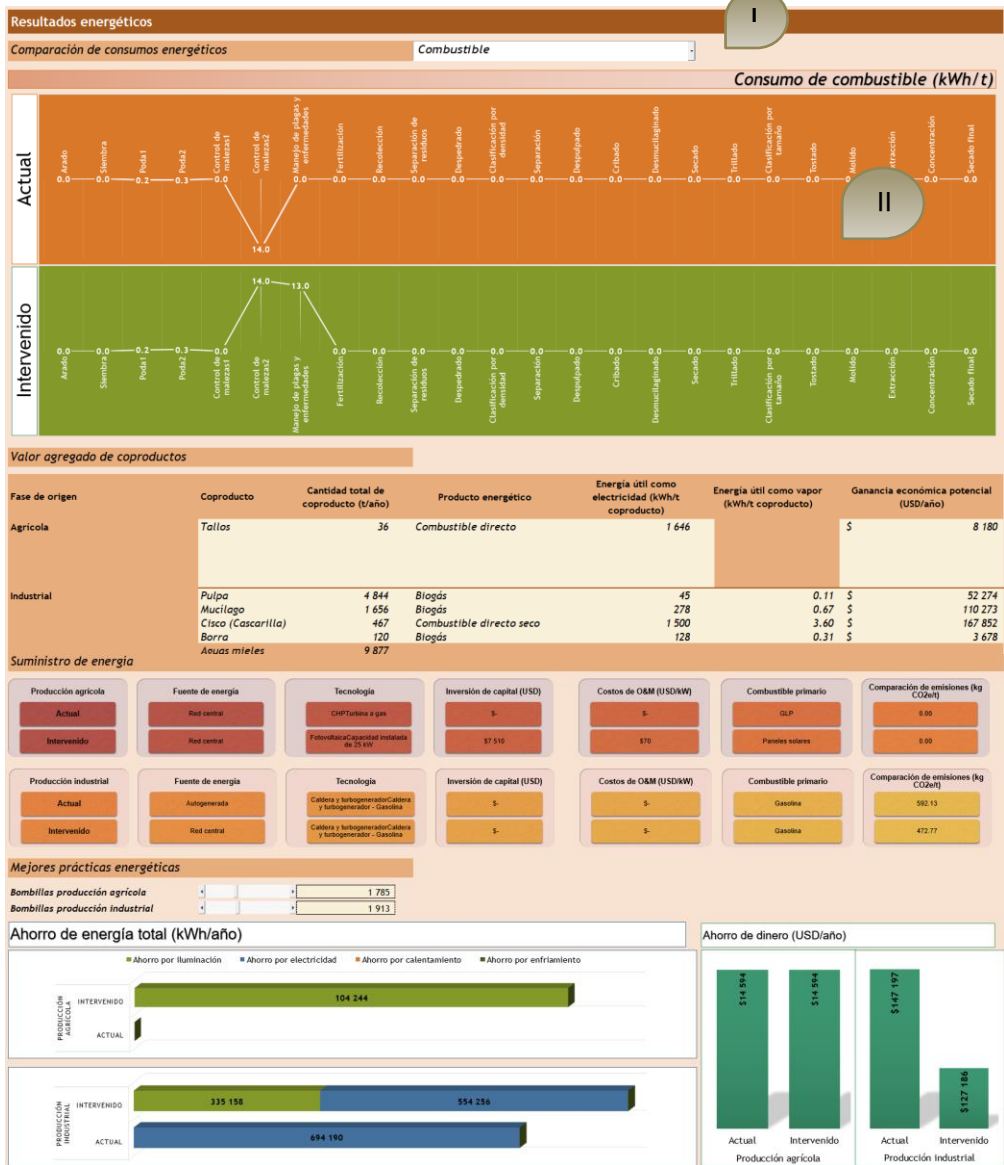 I
Resultados energéticos
Comparación de consumos energéticos Combustible
Consumo de combustible (kWh/t)
Actual
Arado
Siembra
Poda1
Poda2
Control de malezas1
Control de malezas2
Manejo de plagas y enfermedades
Fertilización
Recolección
Separación de residuos
Despedrado
Clasificación por densidad
Separación
Despulpado
Cribado
Desmucilaginado
Secado
Trillado
Clasificación por tamaño
Tostado
Molido
xtracción
Concentración
Secado final
0.0 0.0 0.2 0.3 0.0 14.0 0.0 0.0 0.0 0.0 0.0 0.0 0.0 0.0 0.0 0.0 0.0 0.0 0.0 0.0 0.0 0.0 0.0
II
Intervenido
0.0 0.0 0.2 0.3 0.0 14.0 13.0 0.0 0.0 0.0 0.0 0.0 0.0 0.0 0.0 0.0 0.0 0.0 0.0 0.0 0.0 0.0 0.0 0.0
Arado
Siembra
Poda1
Poda2
Control de malezas1
Control de malezas2
Manejo de plagas y enfermedades
Fertilización
Recolección
Separación de residuos
Despedrado
Clasificación por densidad
Separación
Despulpado
Cribado
Desmucilaginado
Secado
Trillado
Clasificación por tamaño
Tostado
Molido
Extracción
Concentración
Secado final
Valor agregado de coproductos
Fase de origen Coproducto Cantidad total de coproducto (t/año) Producto energético Energía útil como electricidad (kWh/t coproducto) Energía útil como vapor (kWh/t coproducto) Ganancia económica potencial (USD/año)
Agrícola Tallos 36 Combustible directo 1 646 $ 8 180
Industrial Pulpa 4 844 Biogás 45 0.11 $ 52 274
Mucílago 1 656 Biogás 278 0.67 $ 110 273
Cisco (Cascarilla) 467 Combustible directo seco 1 500 3.60 $ 167 852
Borra 120 Biogás 128 0.31 $ 3 678
Aguas mieles 9 877
Suministro de energía
Producción agrícola Fuente de energía Tecnología Inversión de capital (USD) Costos de O&M (USD/kW) Combustible primario Comparación de emisiones (kg CO2e/t)
Actual Red central CHPTurbina a gas $- $- GLP 0.00
Intervenido Red central FotovoltaicaCapacidad instalada de 25 kW $7 510 $70 Paneles solares 0.00
Producción industrial Fuente de energía Tecnología Inversión de capital (USD) Costos de O&M (USD/kW) Combustible primario Comparación de emisiones (kg CO2e/t)
Actual Autogenerada Caldera y turbogeneradorCaldera y turbogenerador - Gasolina $- $- Gasolina 592.13
Intervenido Red central Caldera y turbogeneradorCaldera y turbogenerador - Gasolina $- $- Gasolina 472.77
Mejores prácticas energéticas
Bombillas producción agrícola 1 785
Bombillas producción industrial 1 913
Ahorro de energía total (kWh/año)
Ahorro por iluminación Ahorro por electricidad Ahorro por calentamiento Ahorro por enfriamiento
PRODUCCIÓN AGRÍCOLA
INTERVENIDO 104 244
ACTUAL
PRODUCCIÓN INDUSTRIAL
INTERVENIDO 335 158 554 256
ACTUAL 694 190
Ahorro de dinero (USD/año)
$14 594 $14 594 $147 197 $127 186
Actual Intervenido Actual Intervenido
Producción agrícola Producción industrial